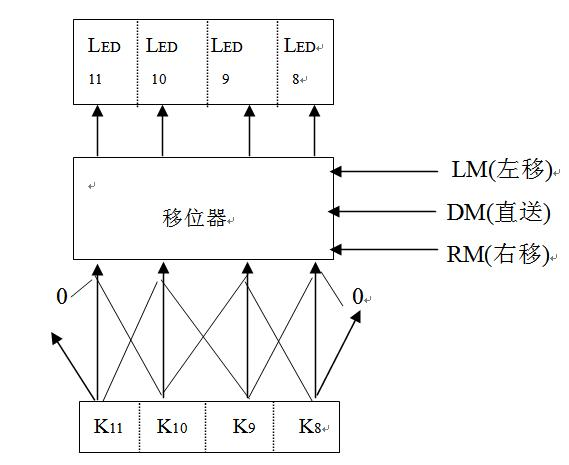 LED LED LED LED
11 10 9 8
LM(左移)
移位器
DM(直送)
RM(右移)
0 0
K11 K10 K9 K8